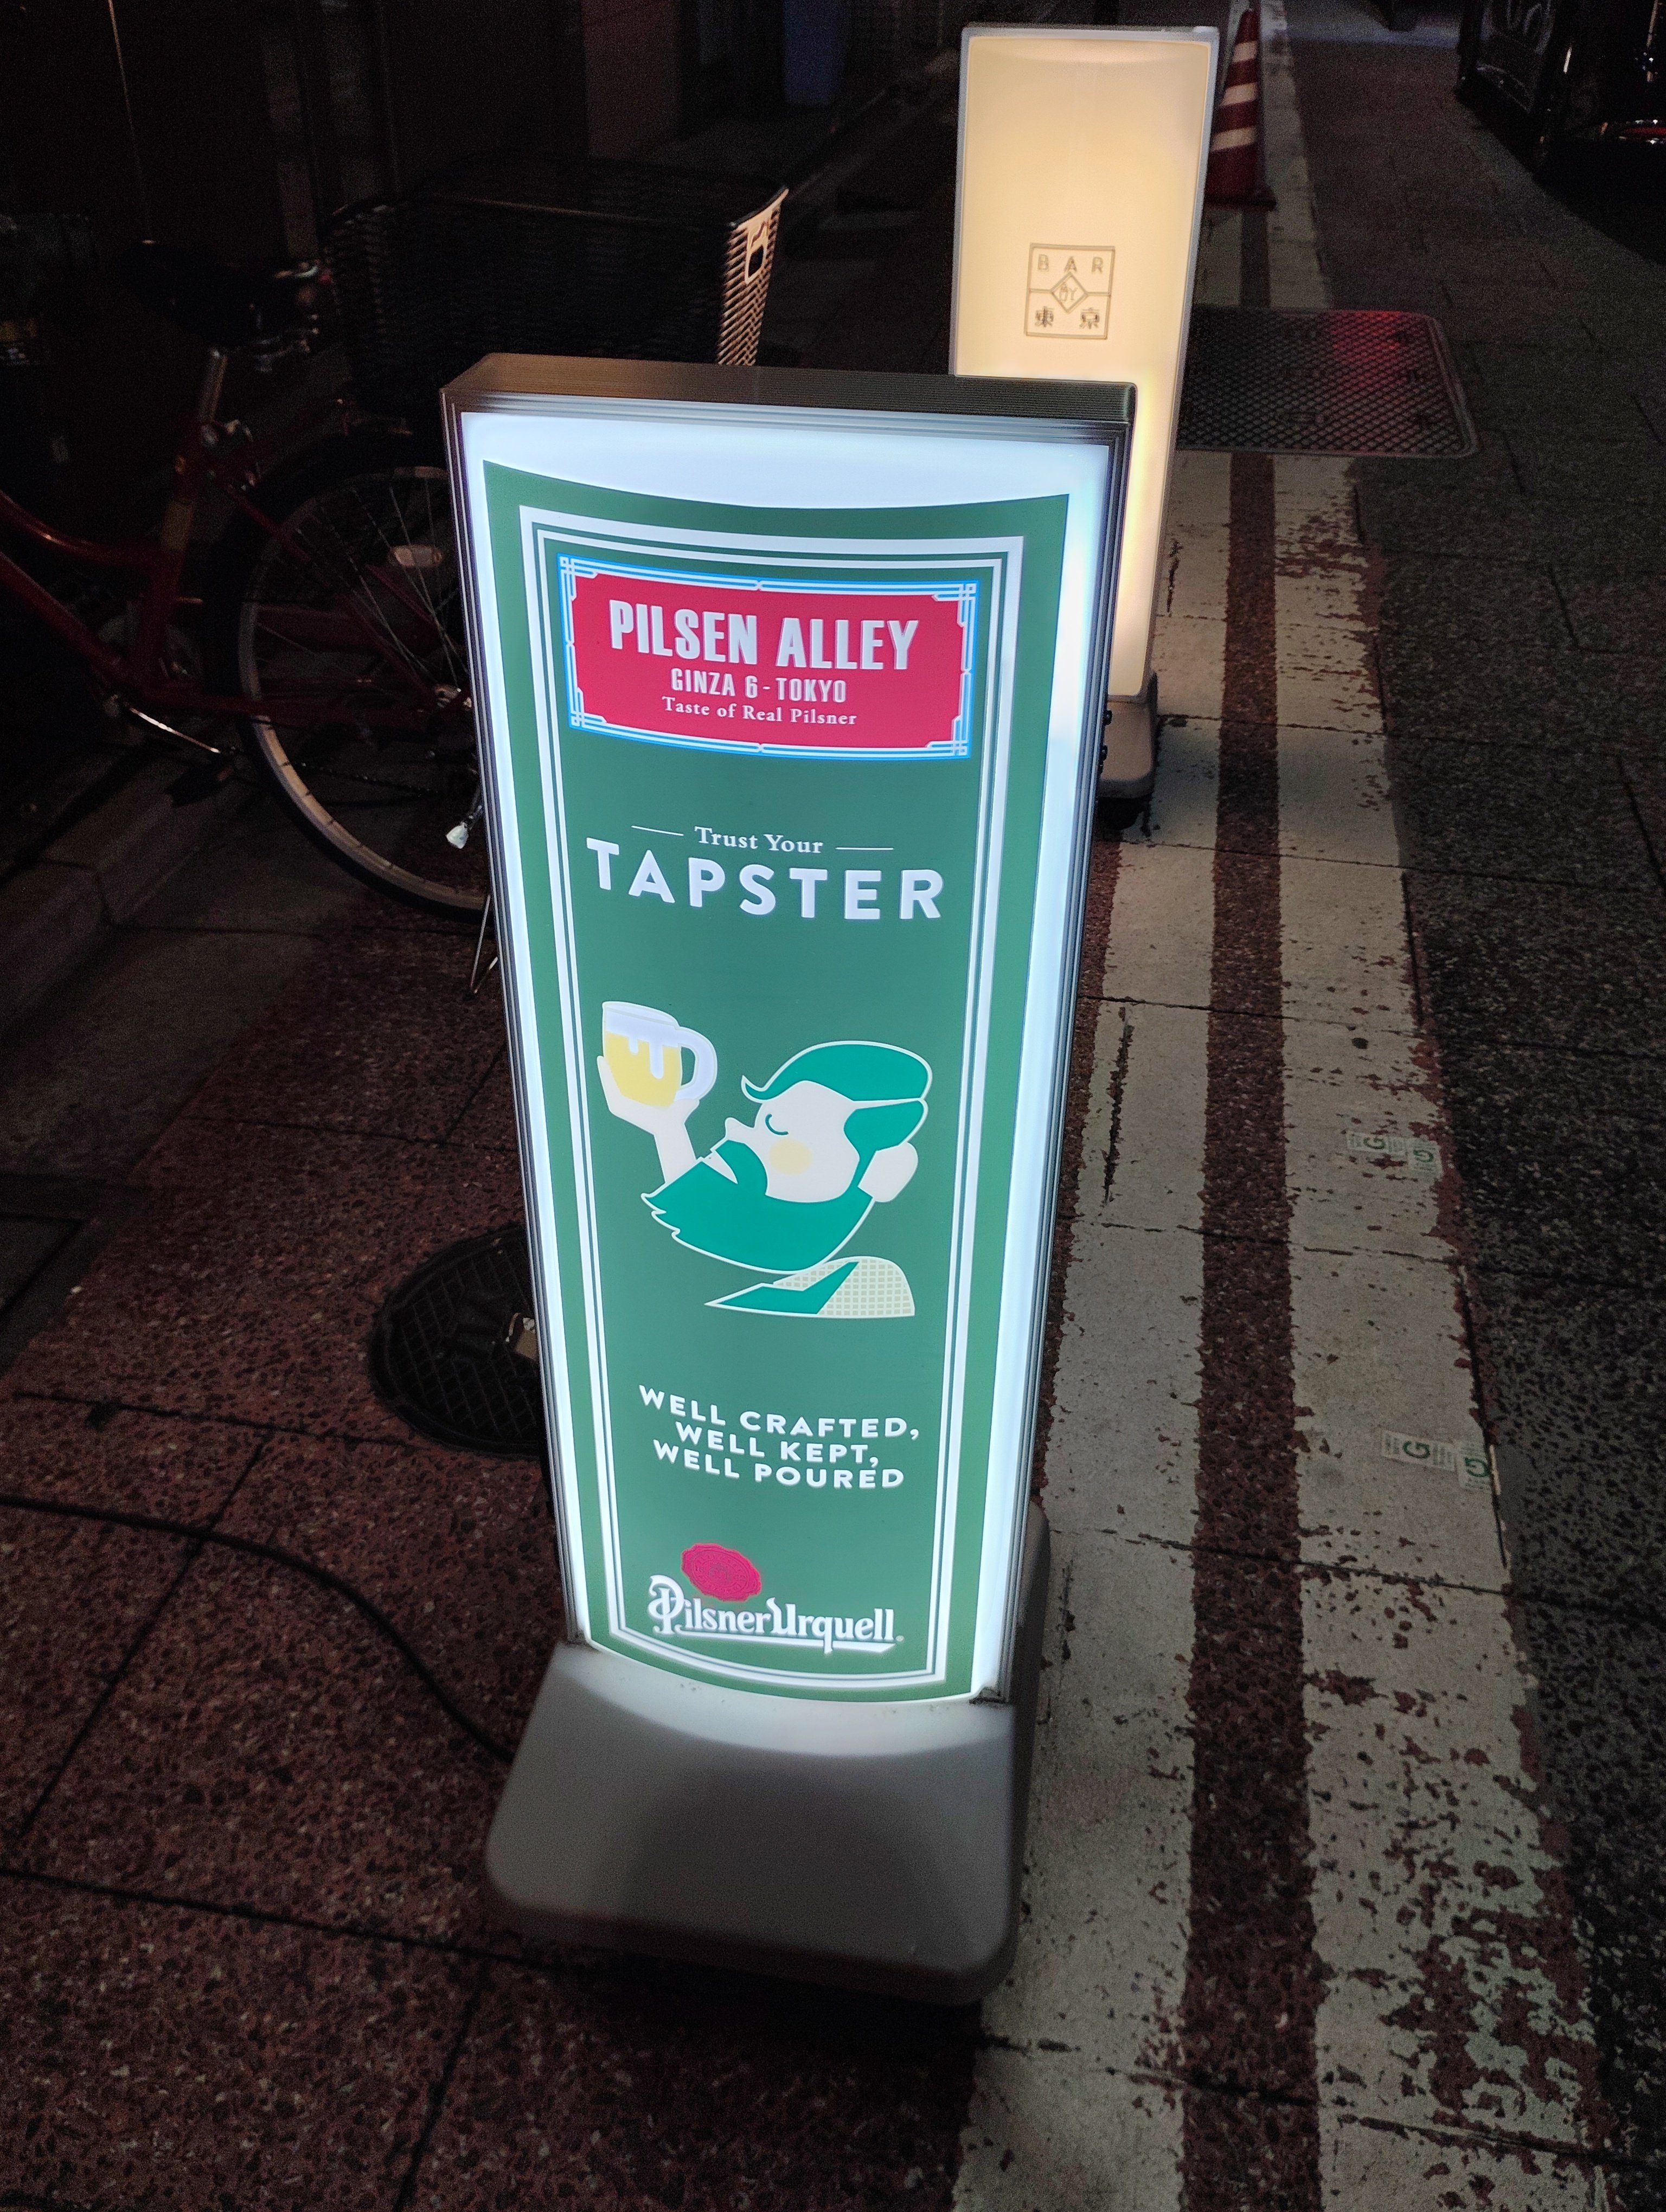 BAR
東京
PILSEN ALLEY
GINZA 6 - TOKYO
Taste of Real Pilsner
Trust Your
TAPSTER
WELL CRAFTED,
WELL KEPT,
WELL POURED
Pilsner Urquell